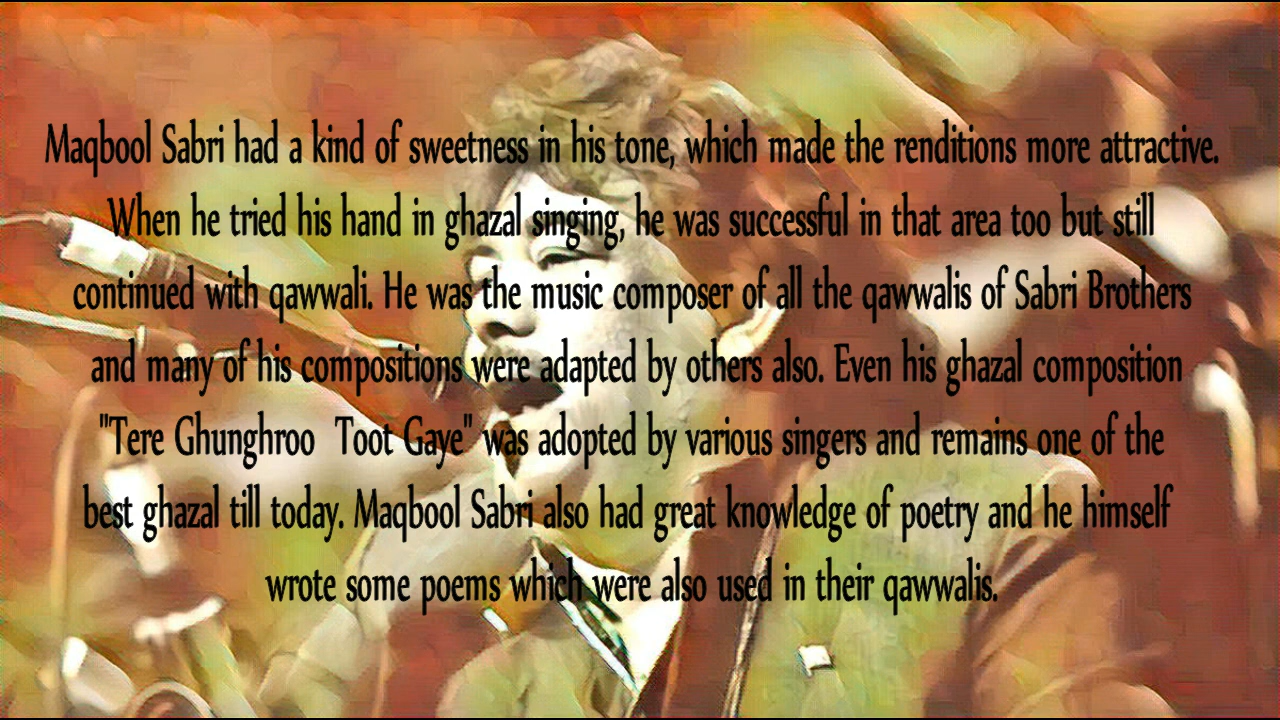 Maqbool Sabri had a kind of sweetness in his tone, which made the renditions more attractive.
When he tried his hand in ghazal singing, he was successful in that area too but still
continued with qawwali. He was the music composer of all the qawwalis of Sabri Brothers
and many of his compositions were adapted by others also. Even his ghazal composition
"Tere Ghunghroo  Toot Gaye" was adopted by various singers and remains one of the
best ghazal till today. Maqbool Sabri also had great knowledge of poetry and he himself
wrote some poems which were also used in their qawwalis.